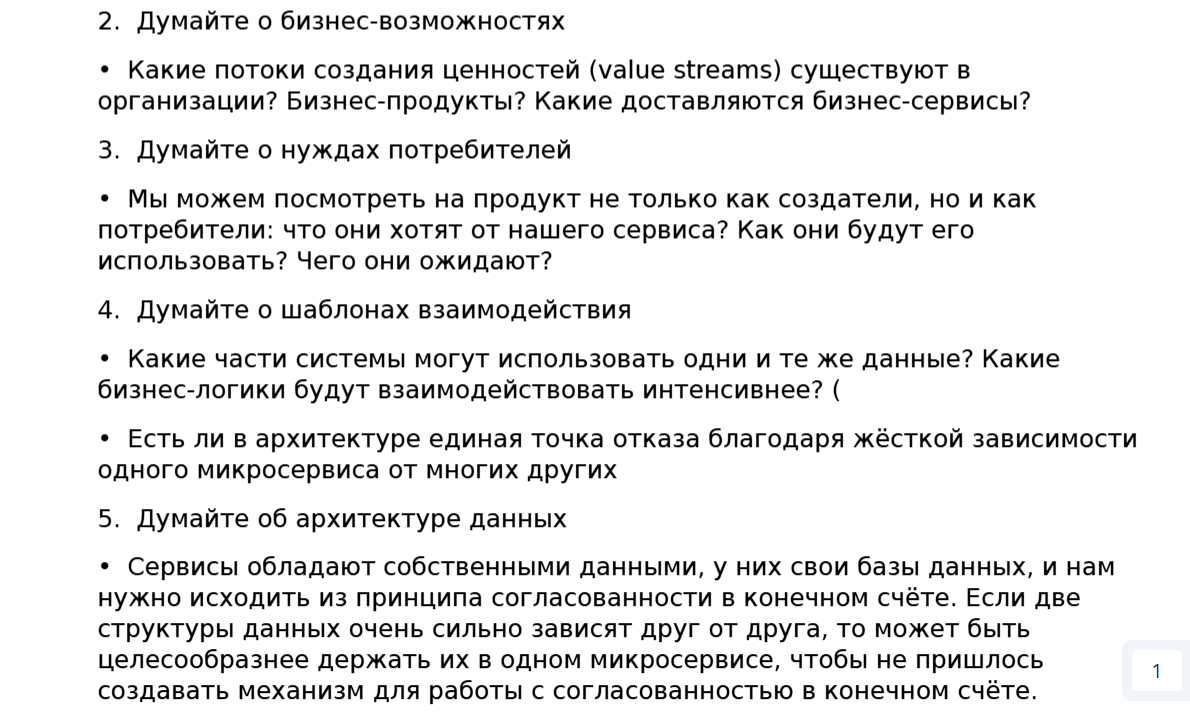 2. Думайте о бизнес-возможностях
• Какие потоки создания ценностей (value streams) существуют в
организации? Бизнес-продукты? Какие доставляются бизнес-сервисы?
3. Думайте о нуждах потребителей
• Мы можем посмотреть на продукт не только как создатели, но и как
потребители: что они хотят от нашего сервиса? Как они будут его
использовать? Чего они ожидают?
4. Думайте о шаблонах взаимодействия
• Какие части системы могут использовать одни и те же данные? Какие
бизнес-логики будут взаимодействовать интенсивнее? (
• Есть ли в архитектуре единая точка отказа благодаря жёсткой зависимости
одного микросервиса от многих других
5. Думайте об архитектуре данных
• Сервисы обладают собственными данными, у них свои базы данных, и нам
нужно исходить из принципа согласованности в конечном счёте. Если две
структуры данных очень сильно зависят друг от друга, то может быть
целесообразнее держать их в одном микросервисе, чтобы не пришлось
создавать механизм для работы с согласованностью в конечном счёте.
1